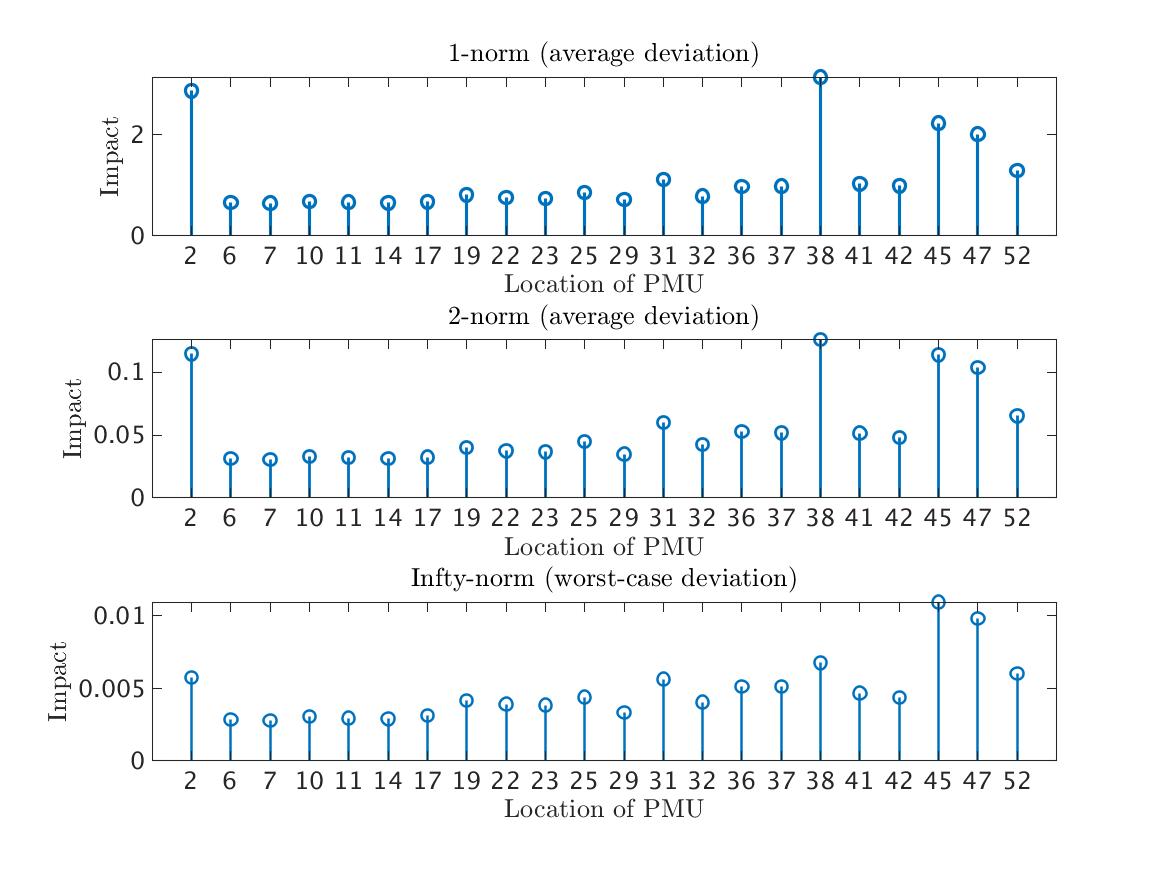 1-norm (average deviation)
Impact
2
0
2 6 7 10 11 14 17 19 22 23 25 29 31 32 36 37 38 41 42 45 47 52
Location of PMU
2-norm (average deviation)
Impact
0.1
0.05
0
2 6 7 10 11 14 17 19 22 23 25 29 31 32 36 37 38 41 42 45 47 52
Location of PMU
Infty-norm (worst-case deviation)
Impact
0.01
0.005
0
2 6 7 10 11 14 17 19 22 23 25 29 31 32 36 37 38 41 42 45 47 52
Location of PMU